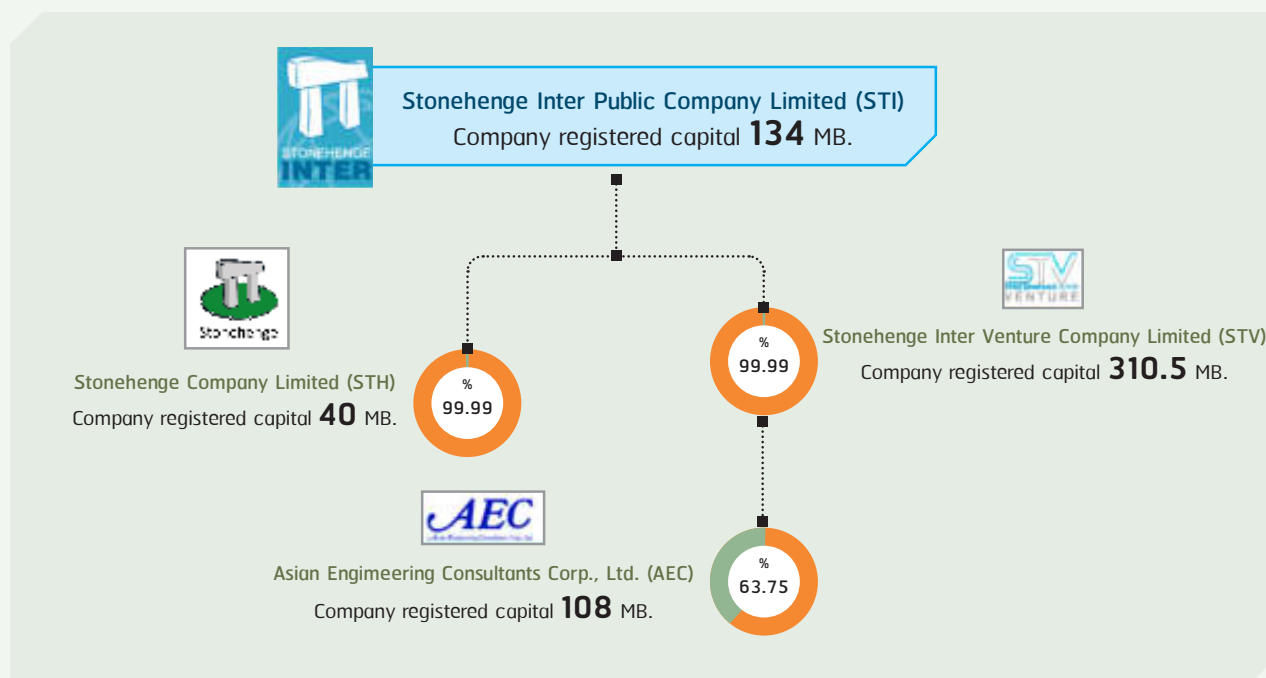 STONEHENGE
INTER
Stonehenge Inter Public Company Limited (STI)
Company registered capital 134 MB.
Stonehenge
Stonehenge Company Limited (STH)
Company registered capital 40 MB.
%
99.99
STV
VENTURE
%
99.99
Stonehenge Inter Venture Company Limited (STV)
Company registered capital 310.5 MB.
AEC
Asian Engimeering Consultants Corp., Ltd. (AEC)
Company registered capital 108 MB.
%
63.75